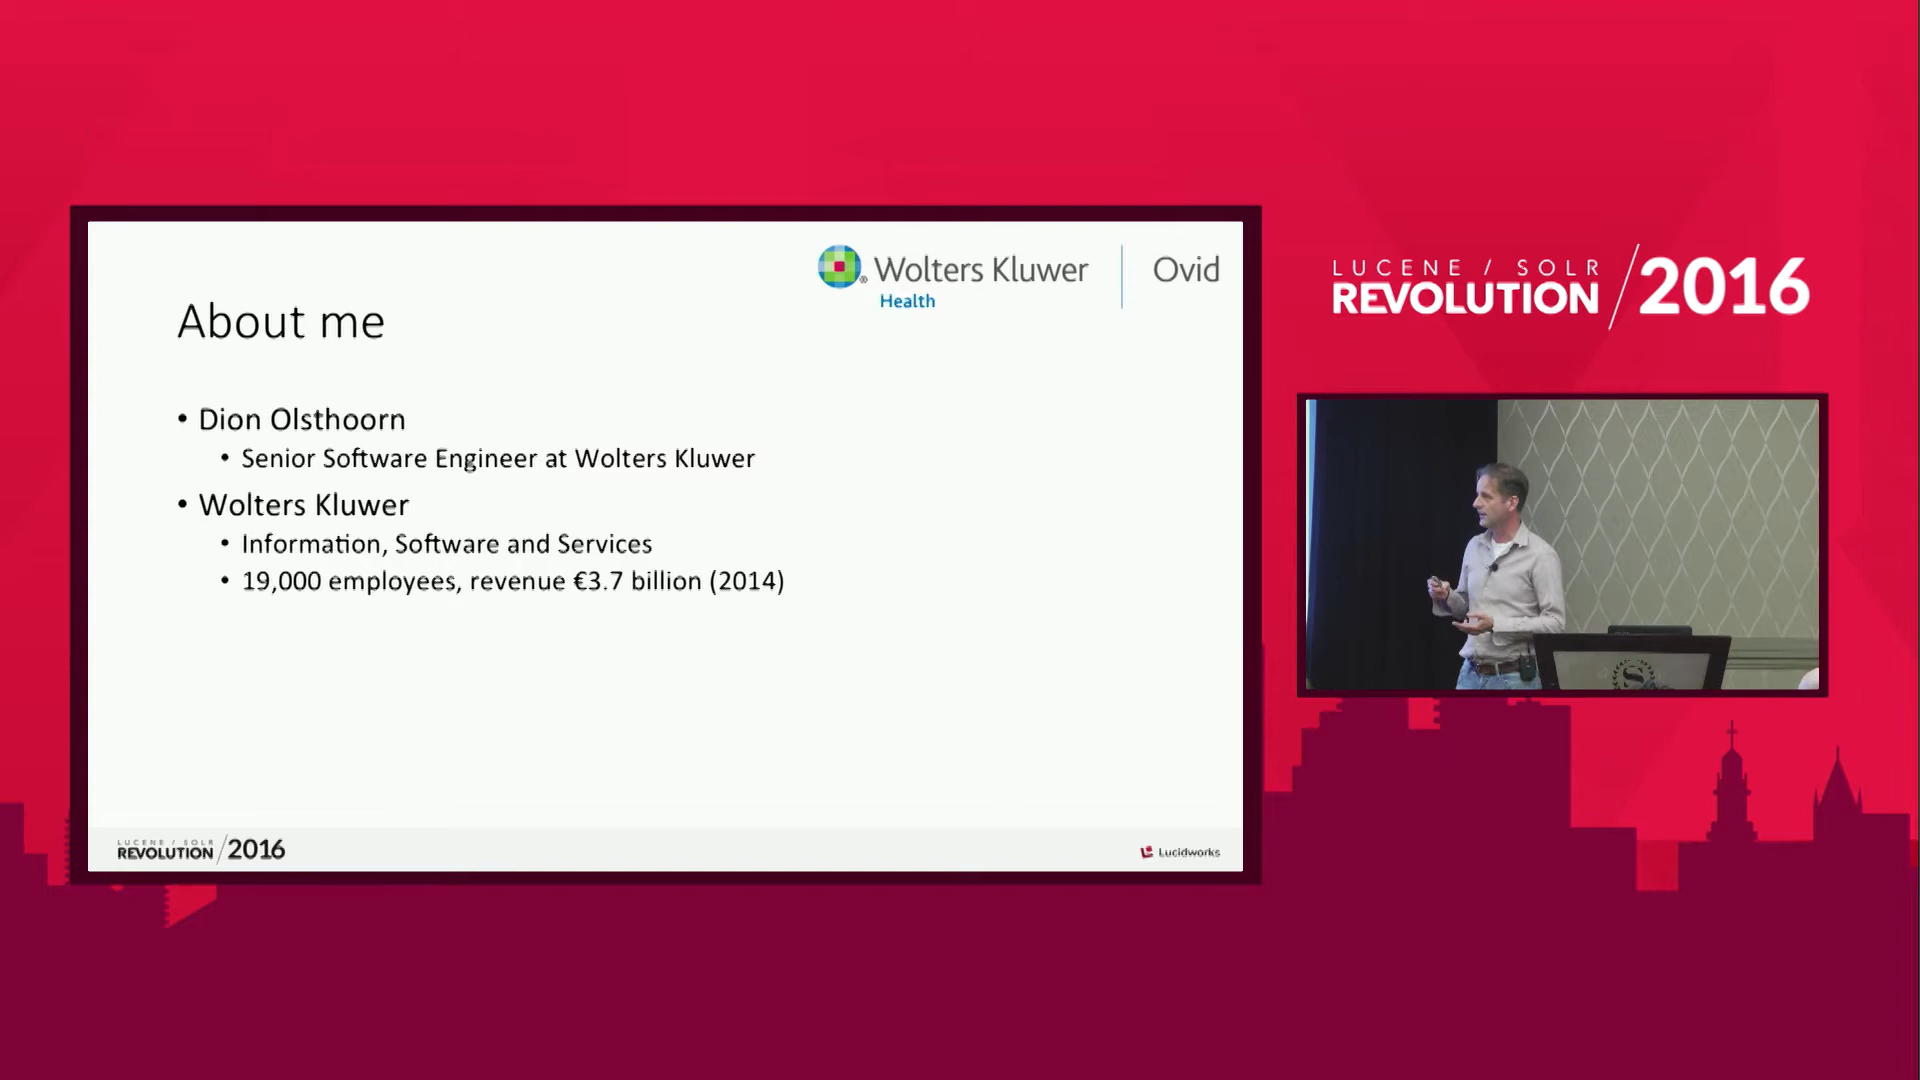 Wolters Kluwer
Health
Ovid
About me
• Dion Olsthoorn
• Senior Software Engineer at Wolters Kluwer
• Wolters Kluwer
• Information, Software and Services
• 19,000 employees, revenue €3.7 billion (2014)
LUCENE / SOLR
REVOLUTION /2016
Lucidworks
LUCENE / SOLR
REVOLUTION /2016
S